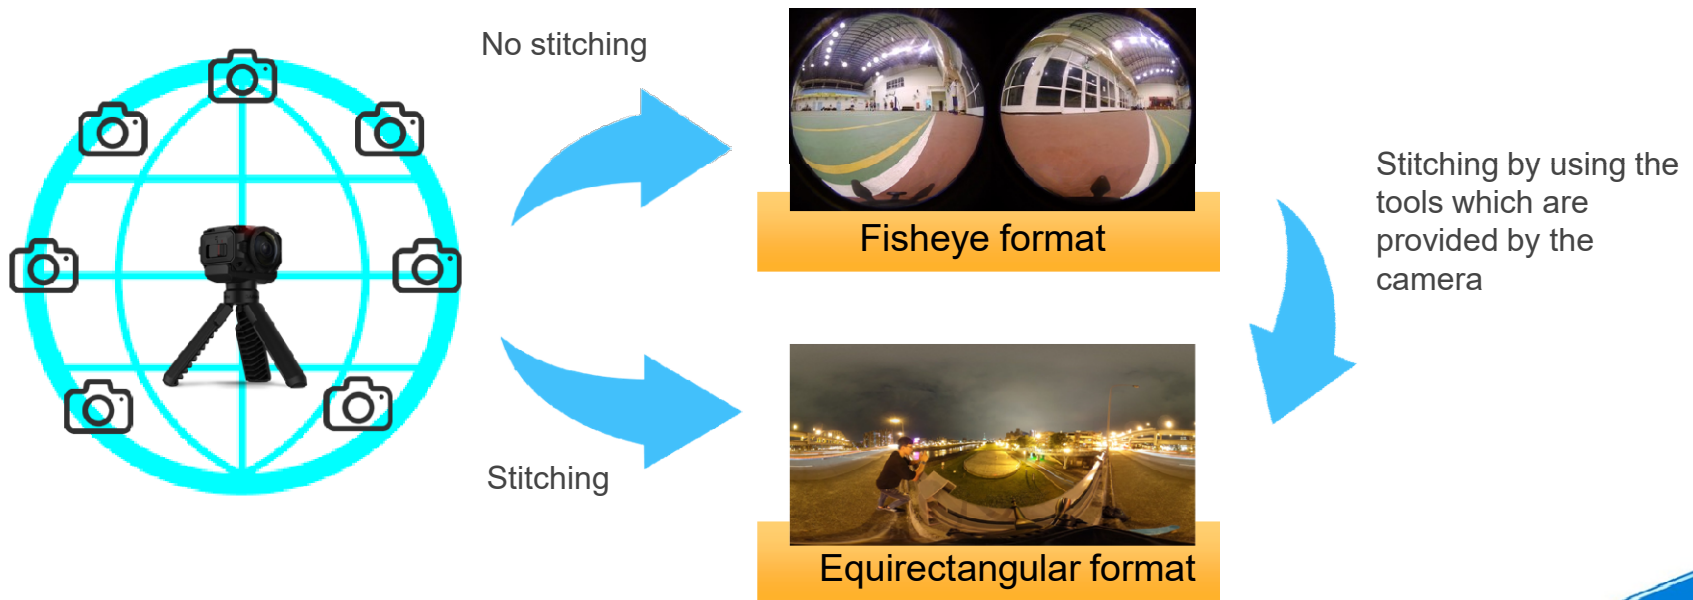 No stitching
Fisheye format
Stitching by using the
tools which are
provided by the
camera
Stitching
Equirectangular format